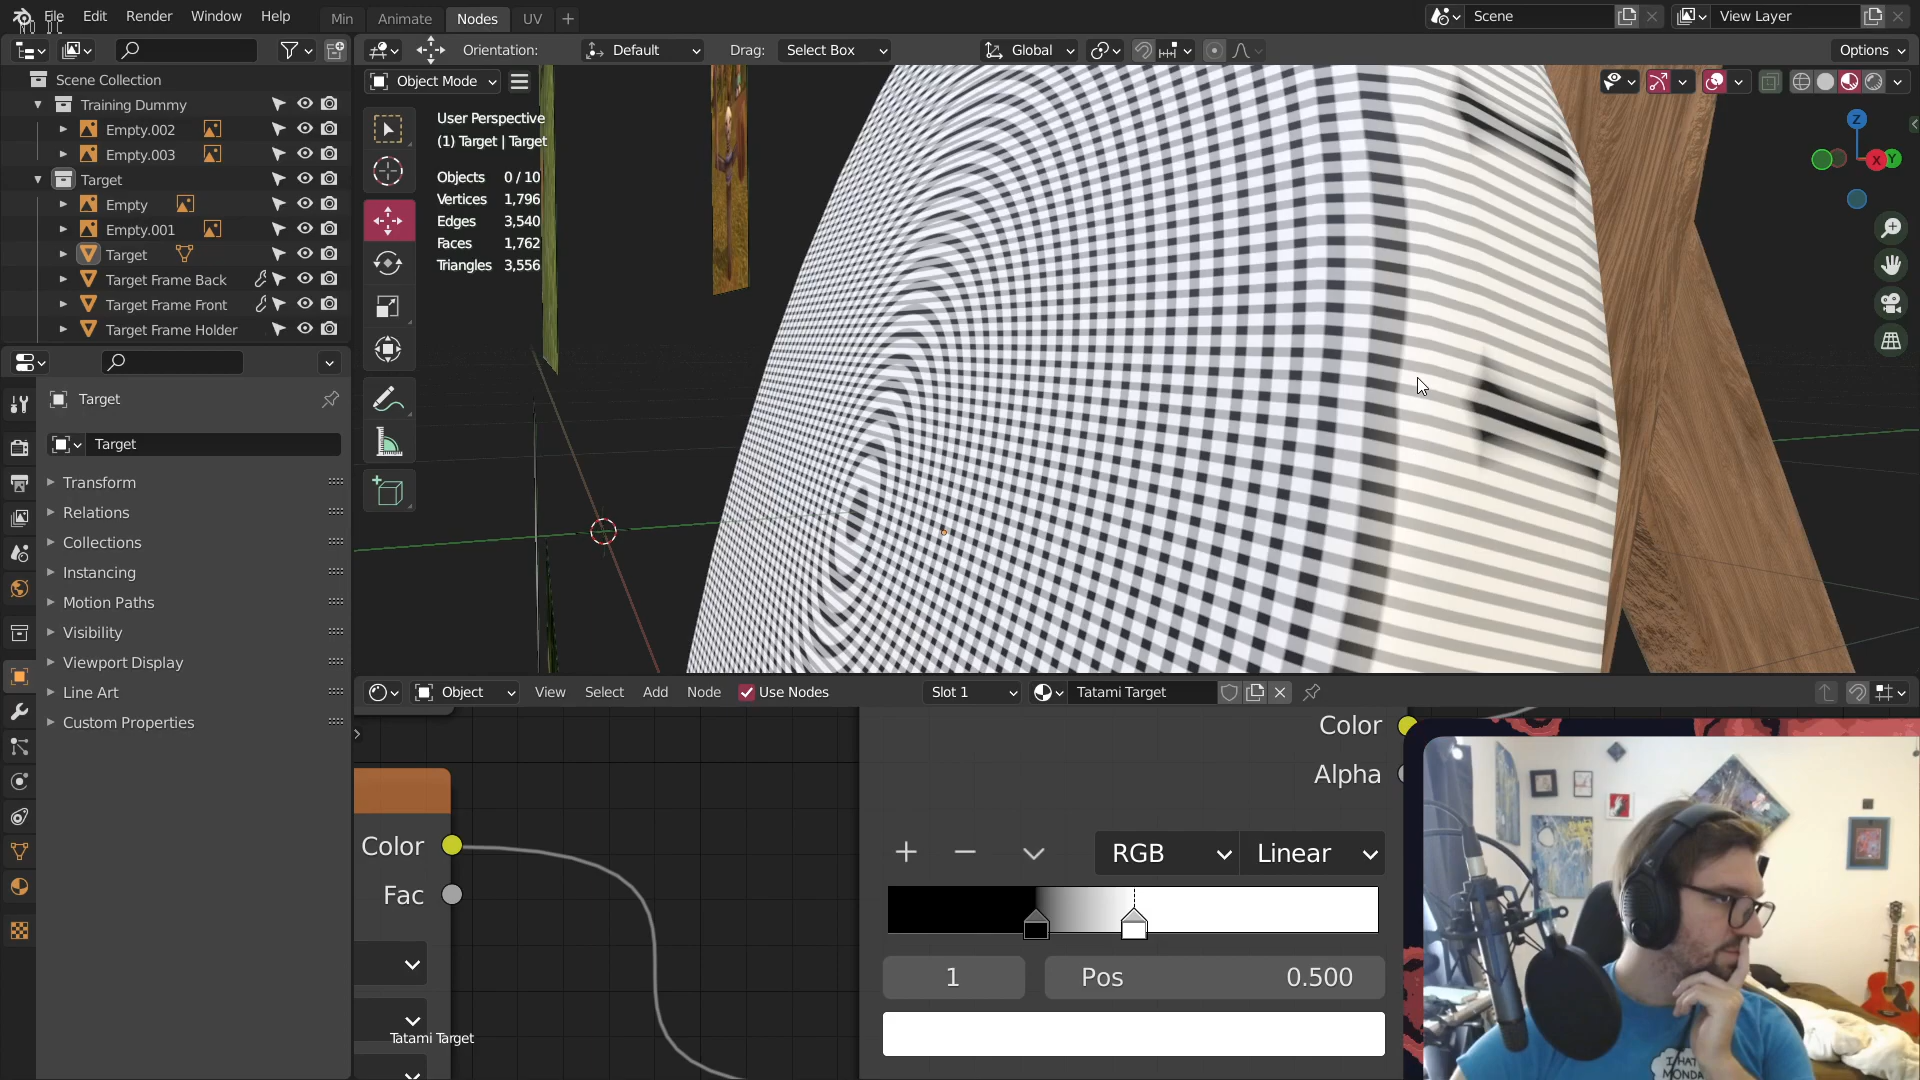 File Edit Render Window Help Min Animate Nodes UV + Scene View Layer
Orientation: Default Drag: Select Box Global Options
Scene Collection
Training Dummy
Empty.002
Empty.003
Target
Empty
Empty.001
Target
Target Frame Back
Target Frame Front
Target Frame Holder
Object Mode
User Perspective
(1) Target | Target
Objects 0 / 10
Vertices 1,796
Edges 3,540
Faces 1,762
Triangles 3,556
Z
X
Y
Target
Target
Transform
Relations
Collections
Instancing
Motion Paths
Visibility
Viewport Display
Line Art
Custom Properties
Object View Select Add Node Use Nodes Slot 1 Tatami Target
Color
Alpha
Color
Fac
RGB Linear
1 Pos 0.500
Tatami Target
I HAT
MONDA